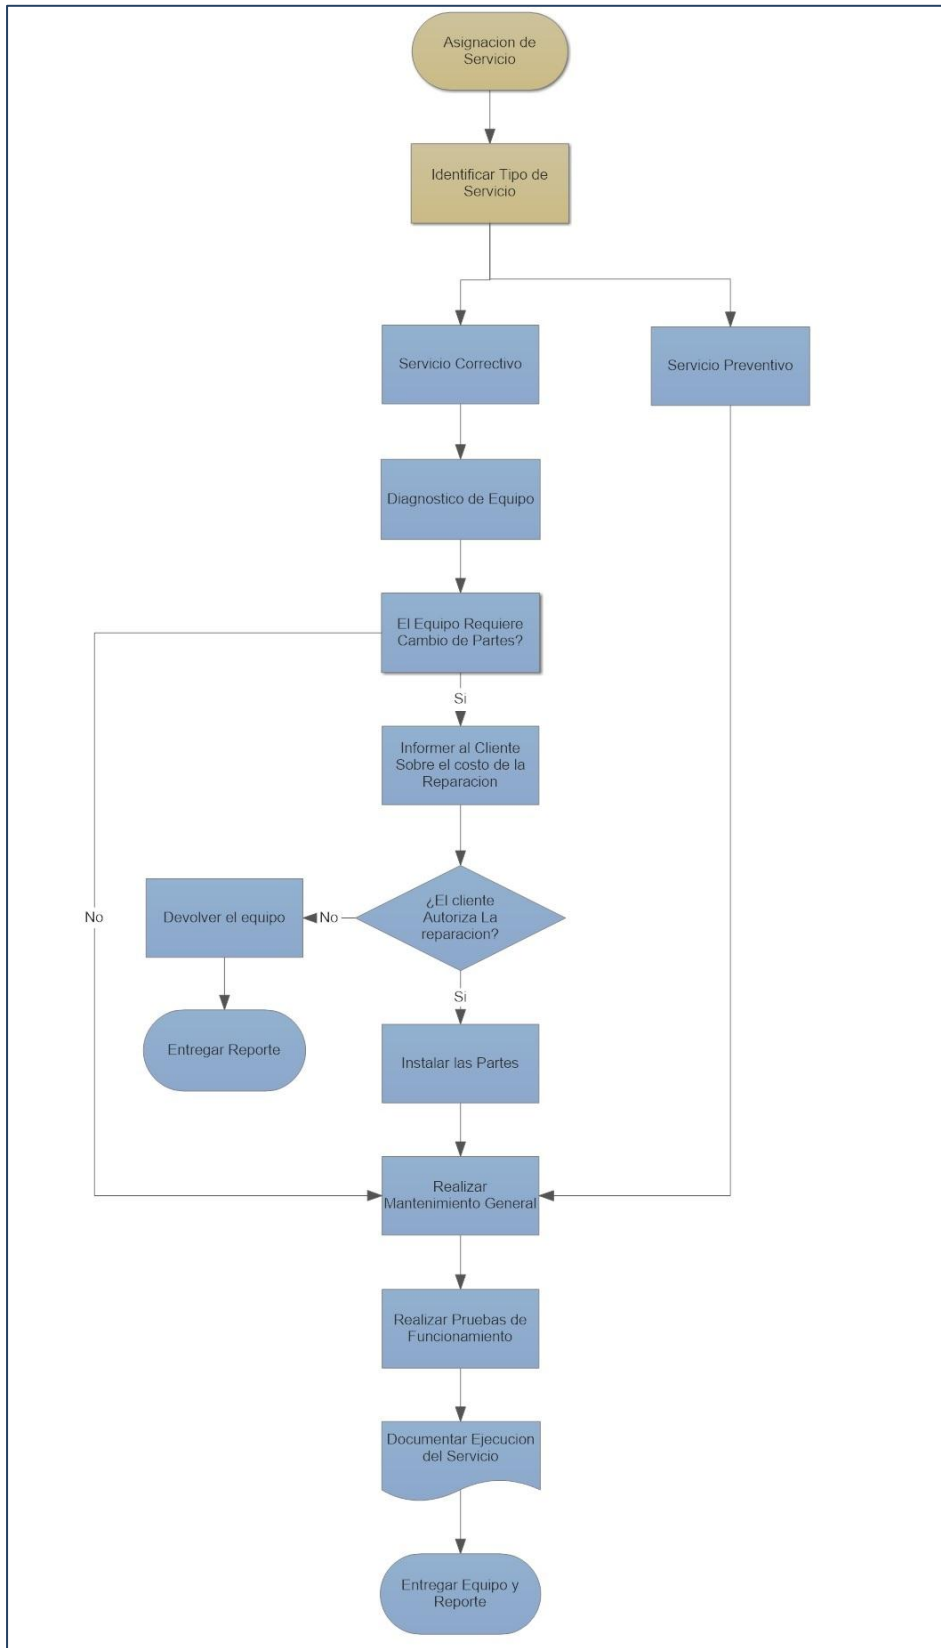 Asignacion de
Servicio
Identificar Tipo de
Servicio
Servicio Correctivo
Servicio Preventivo
Diagnostico de Equipo
El Equipo Requiere
Cambio de Partes?
Si
Informer al Cliente
Sobre el costo de la
Reparacion
¿El cliente
Autoriza La
reparacion?
No
Devolver el equipo
No
Si
Entregar Reporte
Instalar las Partes
Realizar
Mantenimiento General
Realizar Pruebas de
Funcionamiento
Documentar Ejecucion
del Servicio
Entregar Equipo y
Reporte